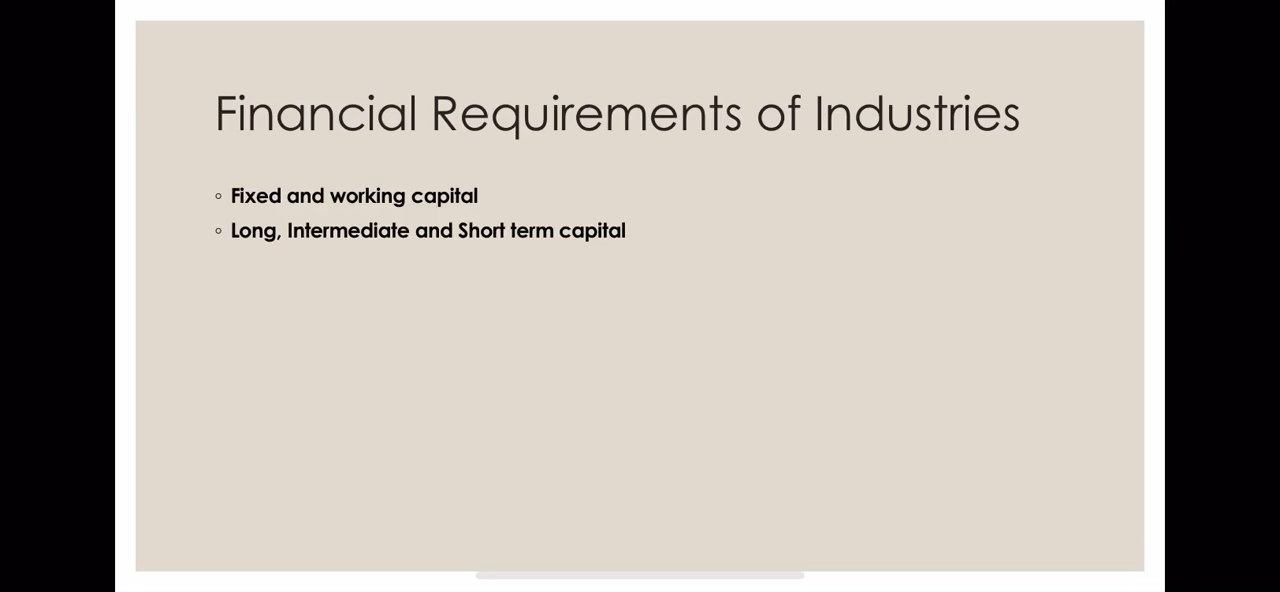 Financial Requirements of Industries
◦ Fixed and working capital
◦ Long, Intermediate and Short term capital